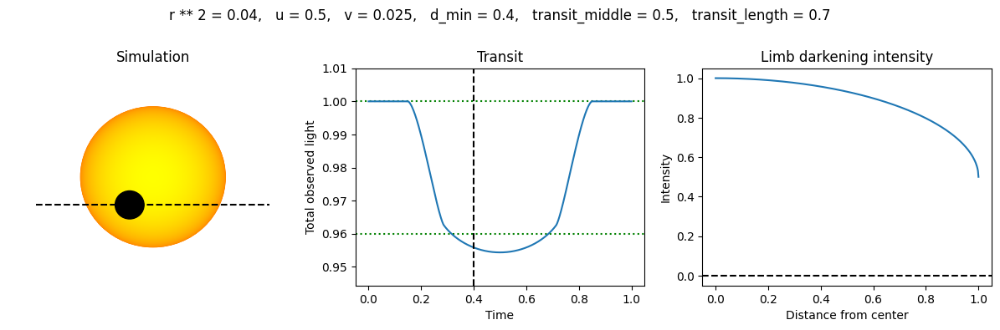 r ** 2 = 0.04, u = 0.5, v = 0.025, d_min = 0.4, transit_middle = 0.5, transit_length = 0.7
Simulation
Transit
Total observed light
1.01
1.00
0.99
0.98
0.97
0.96
0.95
0.0 0.2 0.4 0.6 0.8 1.0
Time
Limb darkening intensity
Intensity
1.0
0.8
0.6
0.4
0.2
0.0
0.0 0.2 0.4 0.6 0.8 1.0
Distance from center